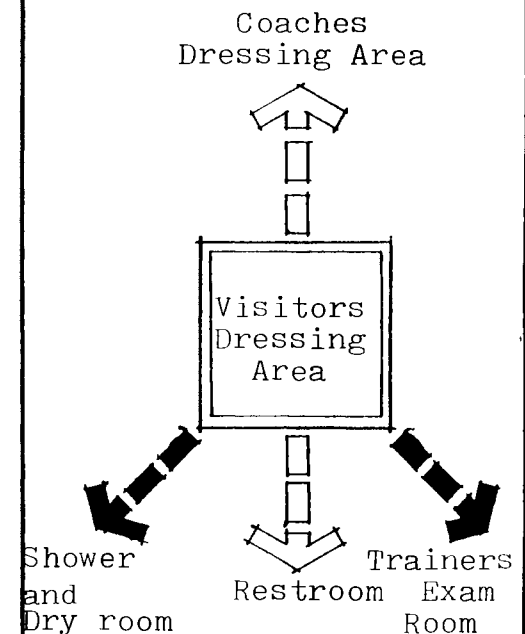 Coaches
Dressing Area
Visitors
Dressing
Area
Shower
and
Dry room
Restroom
Trainers
Exam
Room